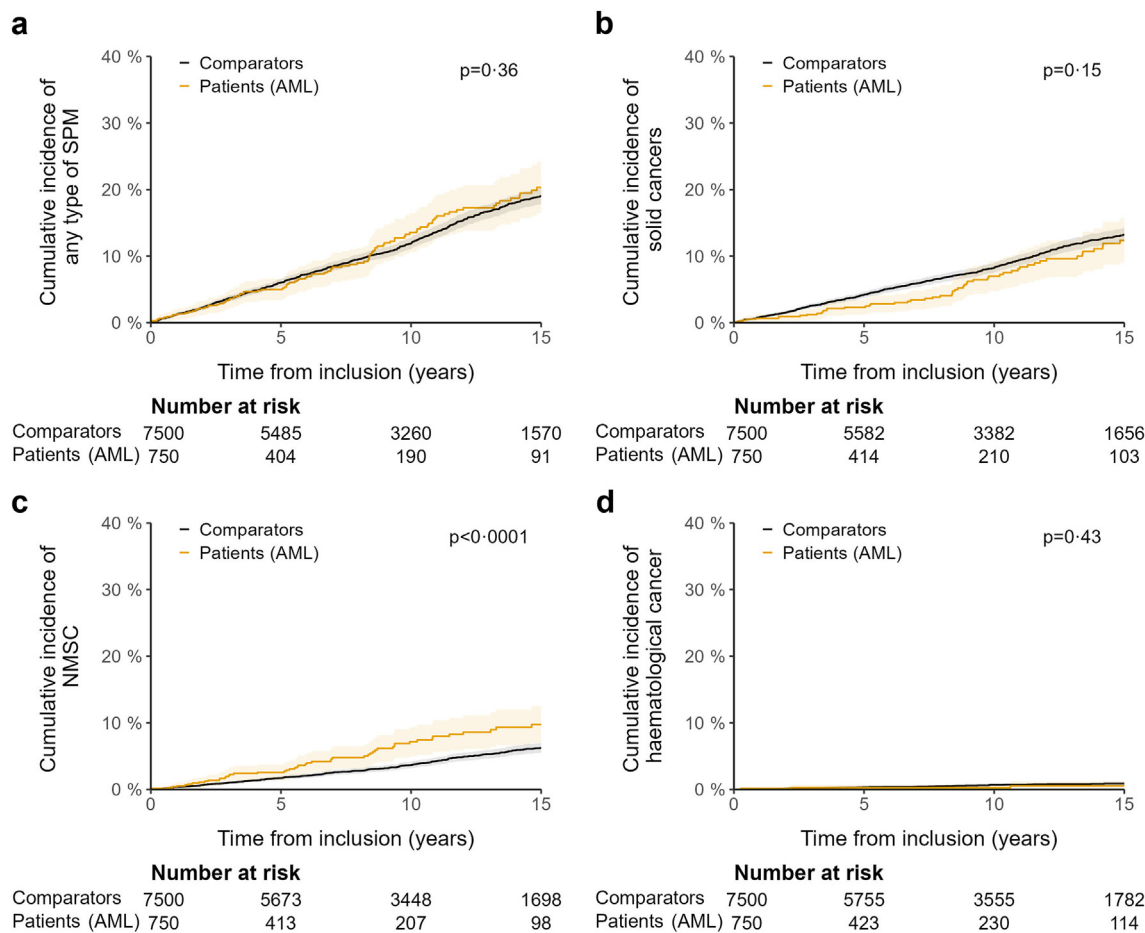 a
Cumulative incidence of
any type of SPM
40 %
30 %
20 %
10 %
0 %
Comparators
Patients (AML)
p=0·36
0 5 10 15
Time from inclusion (years)
Number at risk
Comparators 7500 5485 3260 1570
Patients (AML) 750 404 190 91
b
Cumulative incidence of
solid cancers
40 %
30 %
20 %
10 %
0 %
Comparators
Patients (AML)
p=0·15
0 5 10 15
Time from inclusion (years)
Number at risk
Comparators 7500 5582 3382 1656
Patients (AML) 750 414 210 103
c
Cumulative incidence of
NMSC
40 %
30 %
20 %
10 %
0 %
Comparators
Patients (AML)
p<0·0001
0 5 10 15
Time from inclusion (years)
Number at risk
Comparators 7500 5673 3448 1698
Patients (AML) 750 413 207 98
d
Cumulative incidence of
haematological cancer
40 %
30 %
20 %
10 %
0 %
Comparators
Patients (AML)
p=0·43
0 5 10 15
Time from inclusion (years)
Number at risk
Comparators 7500 5755 3555 1782
Patients (AML) 750 423 230 114